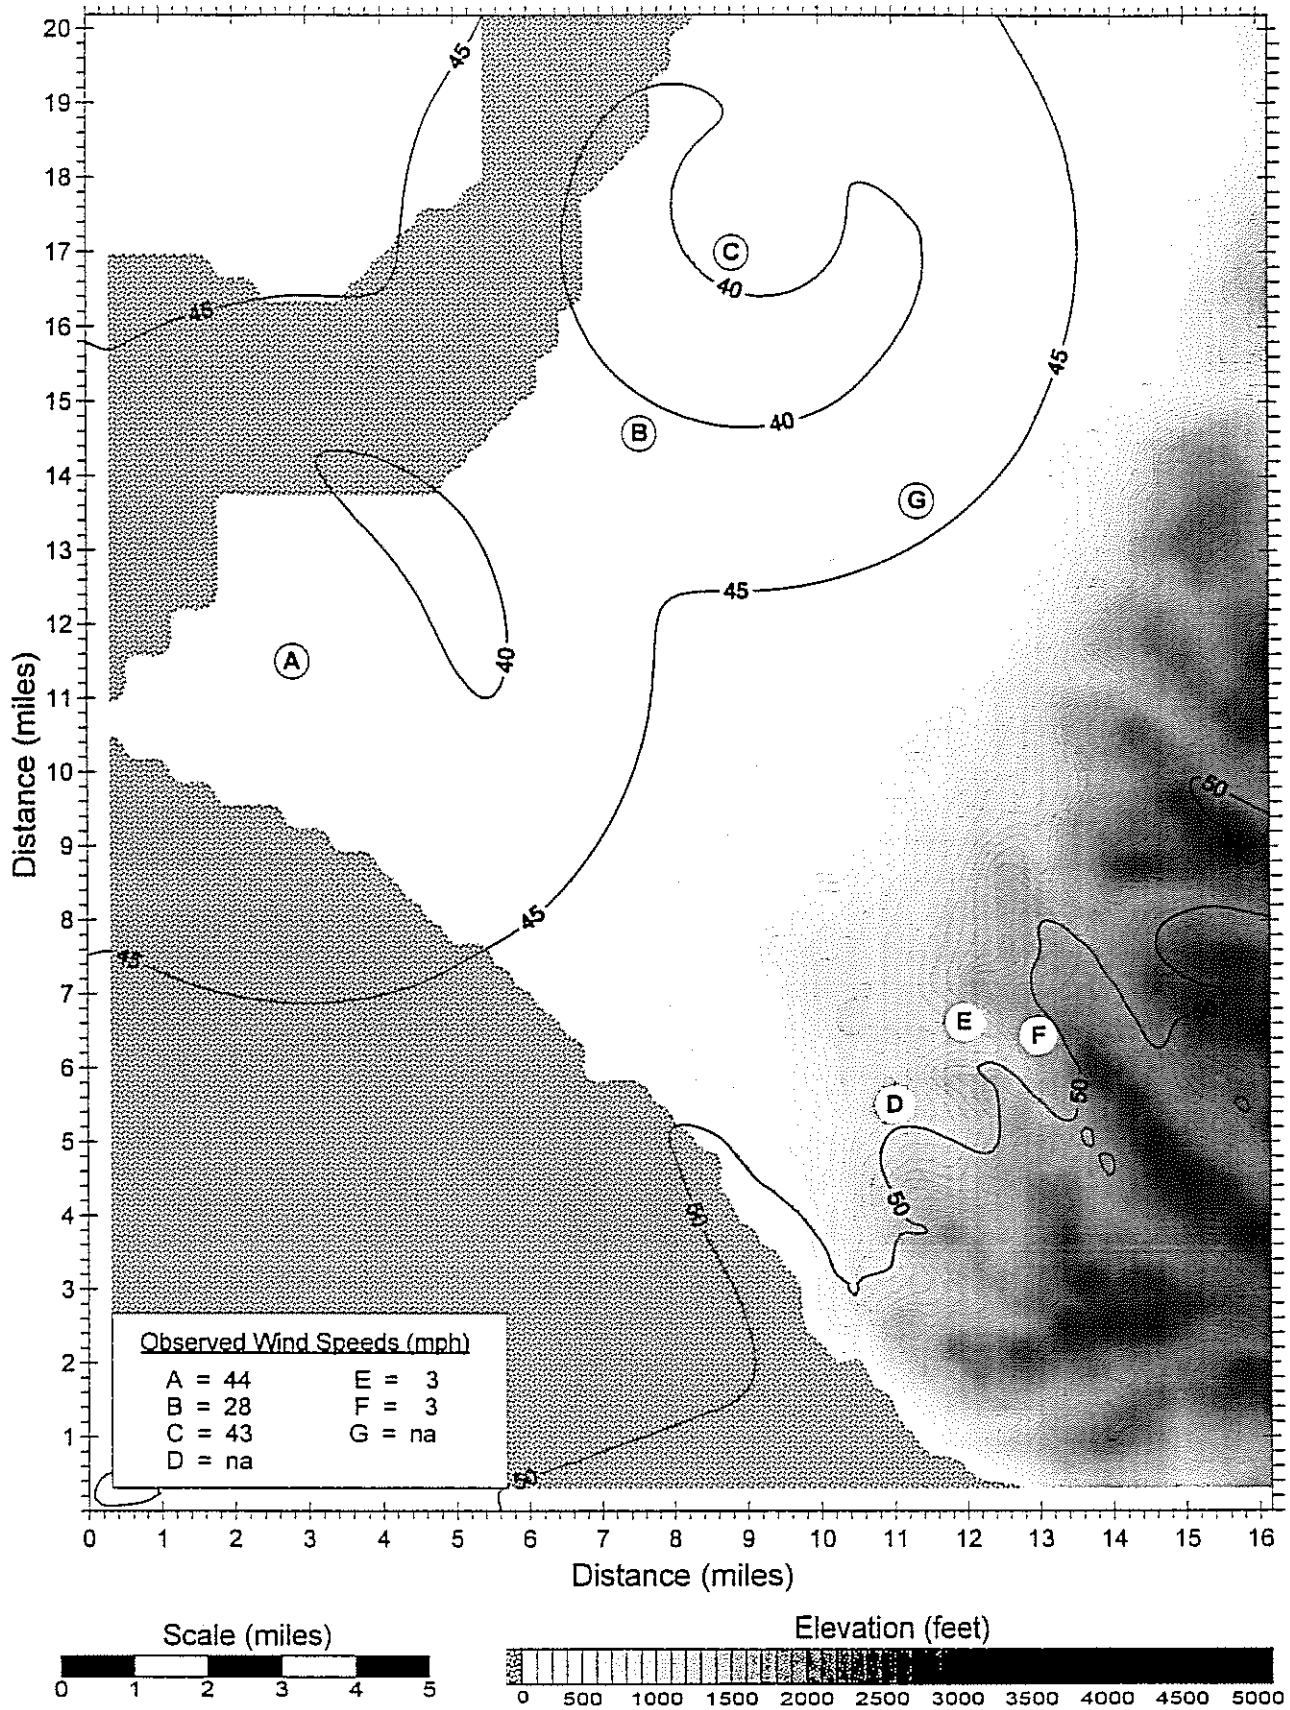 20
45
19
18
17
C
40
16
45
15
45
40
B
14
G
13
45
12
A
40
11
Distance (miles)
10
50
9
8
45
45
7
E
F
6
D
50
5
50
50
4
3
Observed Wind Speeds (mph)
A = 44 E = 3
B = 28 F = 3
C = 43 G = na
D = na
2
1
50
0 1 2 3 4 5 6 7 8 9 10 11 12 13 14 15 16
Distance (miles)
Scale (miles)
0 1 2 3 4 5
Elevation (feet)
0 500 1000 1500 2000 2500 3000 3500 4000 4500 5000